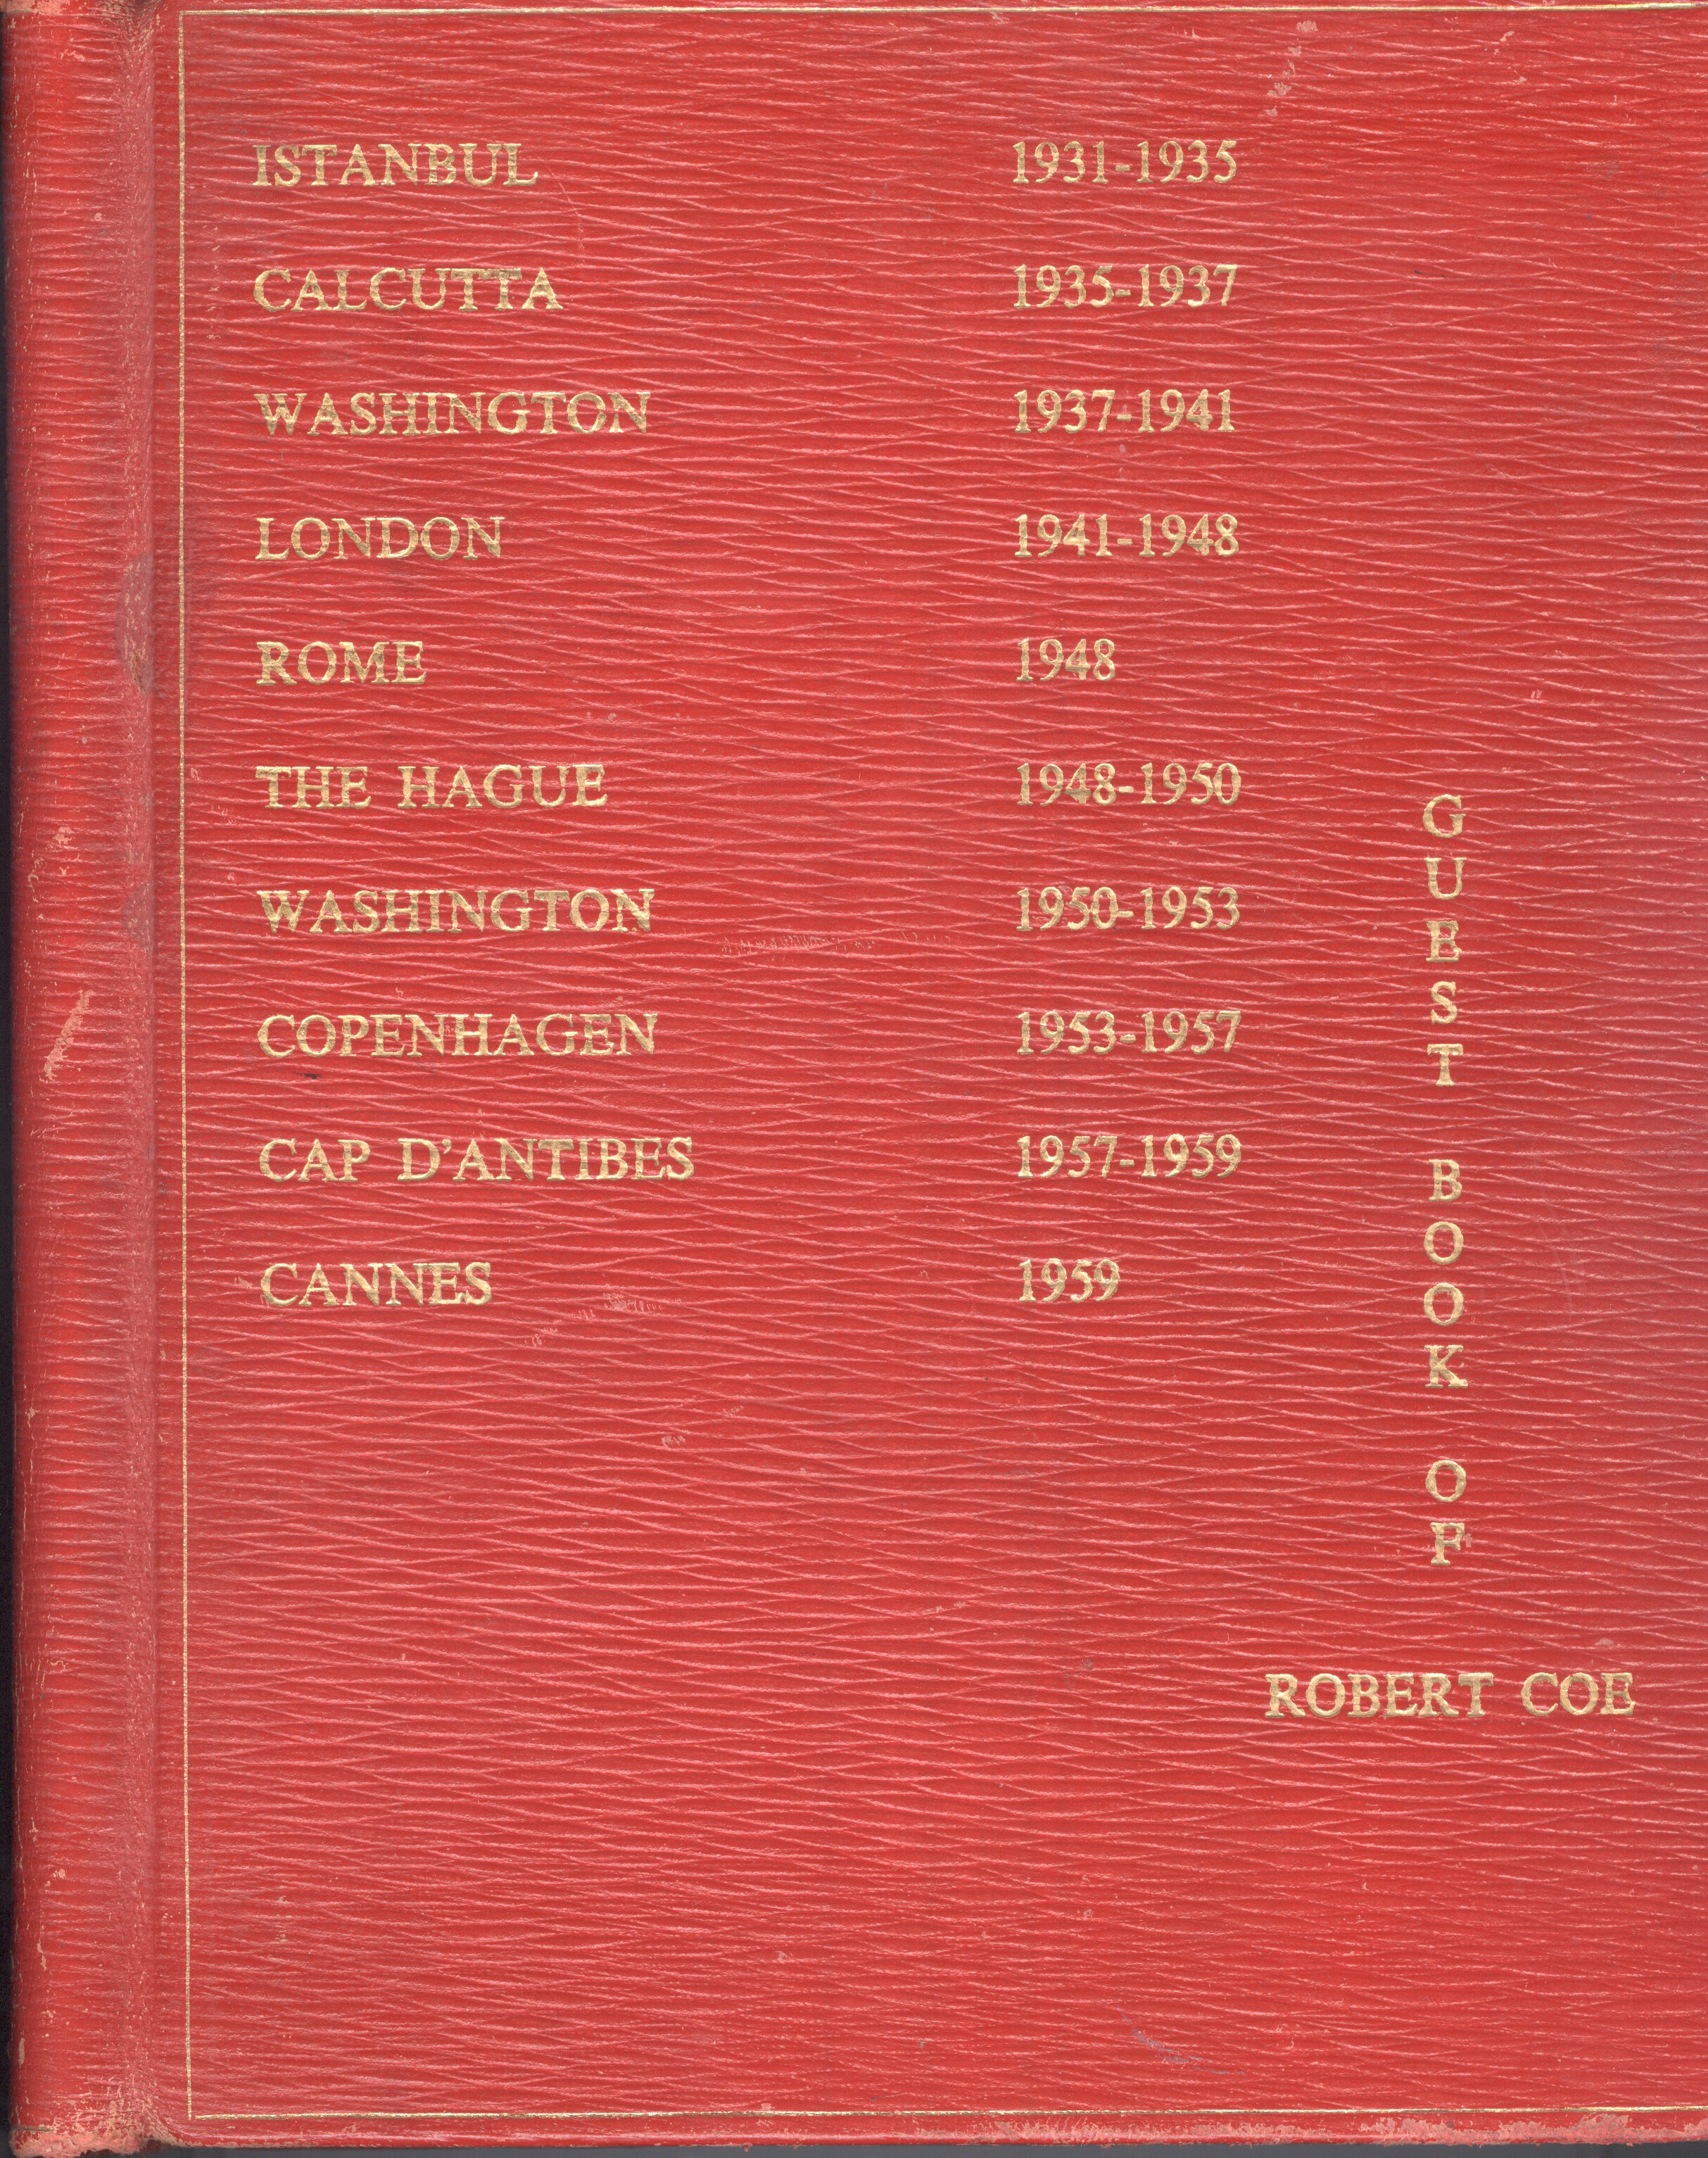 ISTANBUL 1931-1935
CALCUTTA 1935-1937
WASHINGTON 1937-1941
LONDON 1941-1948
ROME 1948
THE HAGUE 1948-1950
WASHINGTON 1950-1953
COPENHAGEN 1953-1957
CAP D'ANTIBES 1957-1959
CANNES 1959
GUEST BOOK OF
ROBERT COE